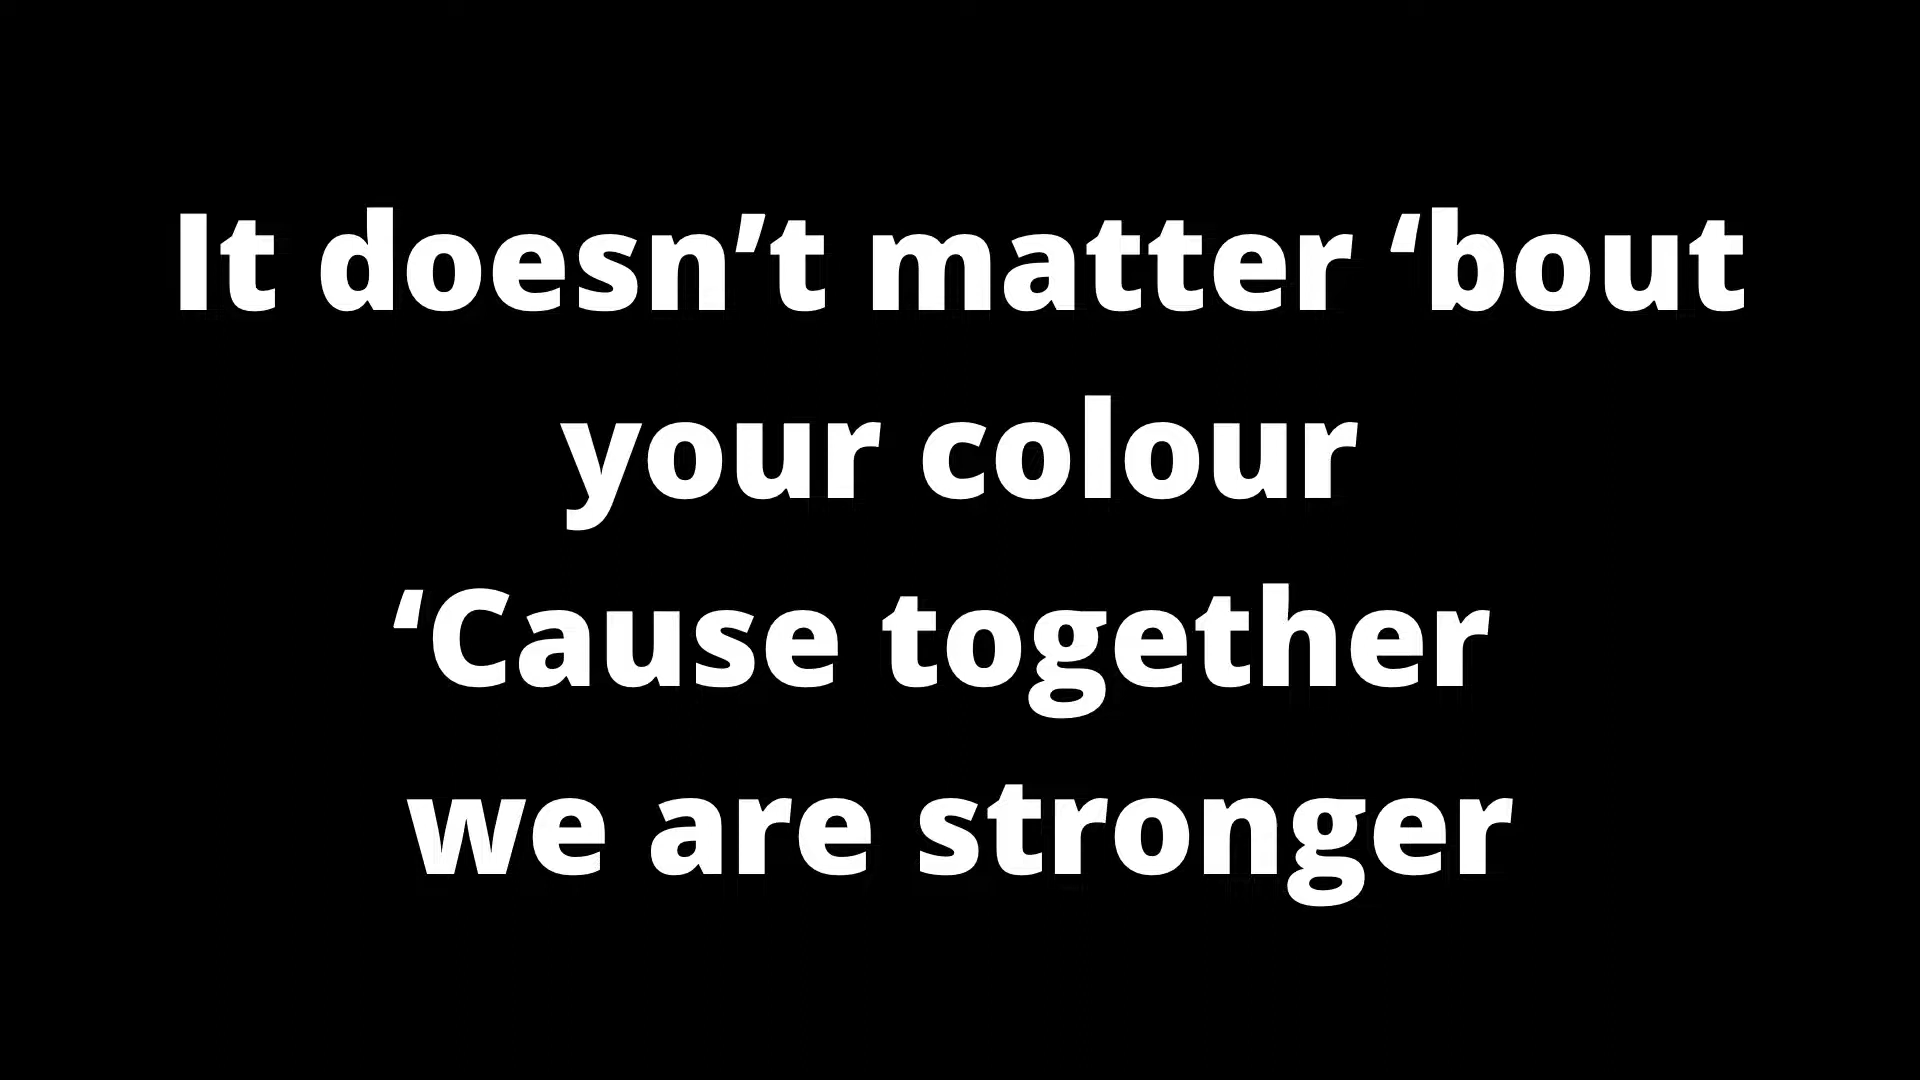 It doesn’t matter ‘bout
your colour
‘Cause together
we are stronger